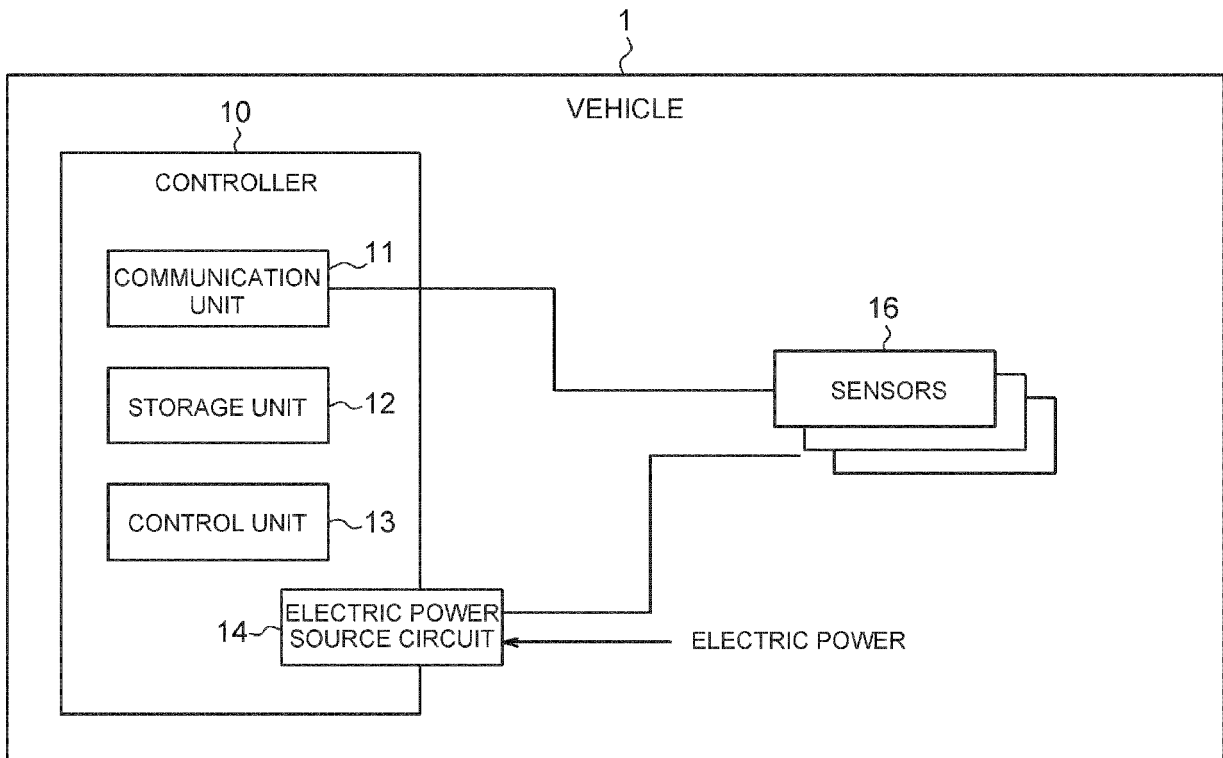 1
VEHICLE
10
CONTROLLER
11
COMMUNICATION
UNIT
16
SENSORS
STORAGE UNIT
12
CONTROL UNIT
13
ELECTRIC POWER
SOURCE CIRCUIT
14
ELECTRIC POWER